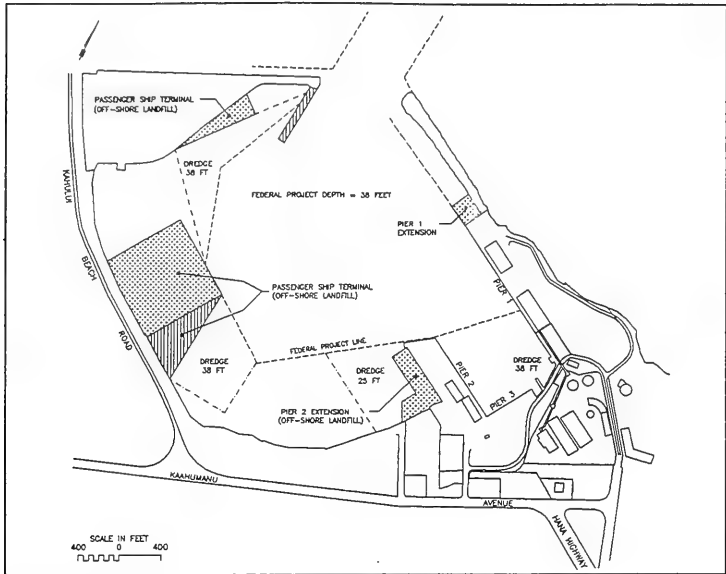 PASSENGER SHIP TERMINAL
(OFF-SHORE LANDFILL)
DREDGE
38 FT
FEDERAL PROJECT DEPTH = 38 FEET
PIER 1
EXTENSION
KAHULUI
BEACH
ROAD
PASSENGER SHIP TERMINAL
(OFF-SHORE LANDFILL)
PIER 1
FEDERAL PROJECT LINE
DREDGE
38 FT
DREDGE
25 FT
PIER 2
DREDGE
38 FT
PIER 3
PIER 2 EXTENSION
(OFF-SHORE LANDFILL)
KAAHUMANU
AVENUE
HANA HIGHWAY
SCALE IN FEET
400 0 400